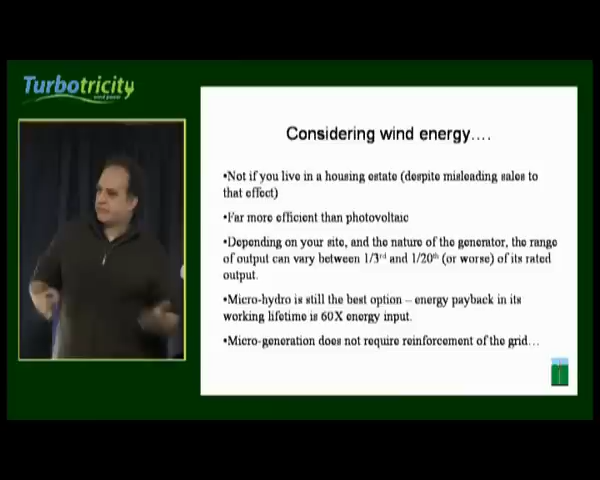 Turbotricity
wind power
Considering wind energy....
•Not if you live in a housing estate (despite misleading sales to
that effect)
•Far more efficient than photovoltaic
•Depending on your site, and the nature of the generator, the range
of output can vary between 1/3rd and 1/20th (or worse) of its rated
output.
•Micro-hydro is still the best option – energy payback in its
working lifetime is 60X energy input.
•Micro-generation does not require reinforcement of the grid…